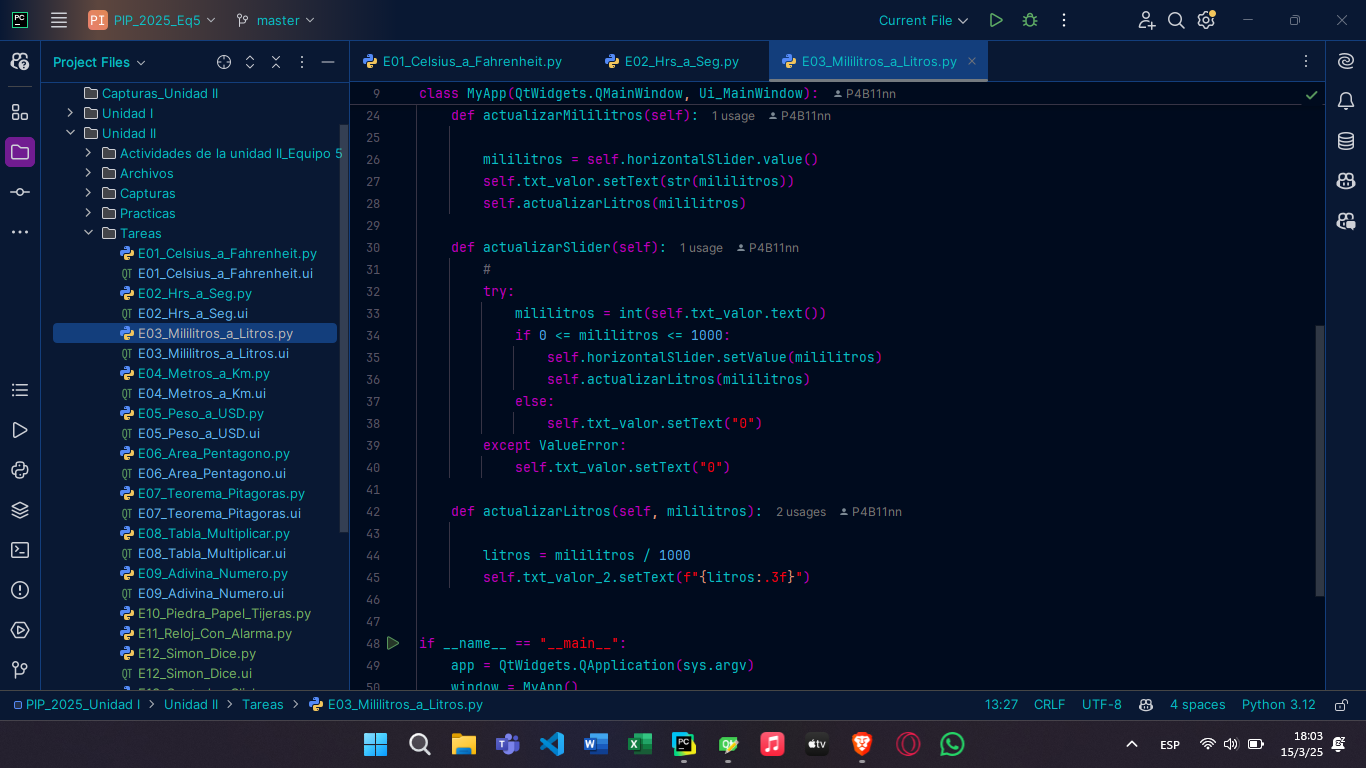 PC
PI PIP_2025_Eq5
master
Current File
Project Files
Capturas_Unidad II
Unidad I
Unidad II
Actividades de la unidad II_Equipo 5
Archivos
Capturas
Practicas
Tareas
E01_Celsius_a_Fahrenheit.py
E01_Celsius_a_Fahrenheit.ui
E02_Hrs_a_Seg.py
E02_Hrs_a_Seg.ui
E03_Mililitros_a_Litros.py
E03_Mililitros_a_Litros.ui
E04_Metros_a_Km.py
E04_Metros_a_Km.ui
E05_Peso_a_USD.py
E05_Peso_a_USD.ui
E06_Area_Pentagono.py
E06_Area_Pentagono.ui
E07_Teorema_Pitagoras.py
E07_Teorema_Pitagoras.ui
E08_Tabla_Multiplicar.py
E08_Tabla_Multiplicar.ui
E09_Adivina_Numero.py
E09_Adivina_Numero.ui
E10_Piedra_Papel_Tijeras.py
E11_Reloj_Con_Alarma.py
E12_Simon_Dice.py
E12_Simon_Dice.ui
E01_Celsius_a_Fahrenheit.py E02_Hrs_a_Seg.py E03_Mililitros_a_Litros.py
9 class MyApp(QtWidgets.QMainWindow, Ui_MainWindow): P4B11nn
24 def actualizarMililitros(self): 1 usage P4B11nn
25
26 mililitros = self.horizontalSlider.value()
27 self.txt_valor.setText(str(mililitros))
28 self.actualizarLitros(mililitros)
29
30 def actualizarSlider(self): 1 usage P4B11nn
31 #
32 try:
33 mililitros = int(self.txt_valor.text())
34 if 0 <= mililitros <= 1000:
35 self.horizontalSlider.setValue(mililitros)
36 self.actualizarLitros(mililitros)
37 else:
38 self.txt_valor.setText("0")
39 except ValueError:
40 self.txt_valor.setText("0")
41
42 def actualizarLitros(self, mililitros): 2 usages P4B11nn
43
44 litros = mililitros / 1000
45 self.txt_valor_2.setText(f"{litros:.3f}")
46
47
48 if __name__ == "__main__":
49 app = QtWidgets.QApplication(sys.argv)
50 window = MyApp()
PIP_2025_Unidad I > Unidad II > Tareas > E03_Mililitros_a_Litros.py
13:27 CRLF UTF-8 4 spaces Python 3.12
ESP
18:03
15/3/25